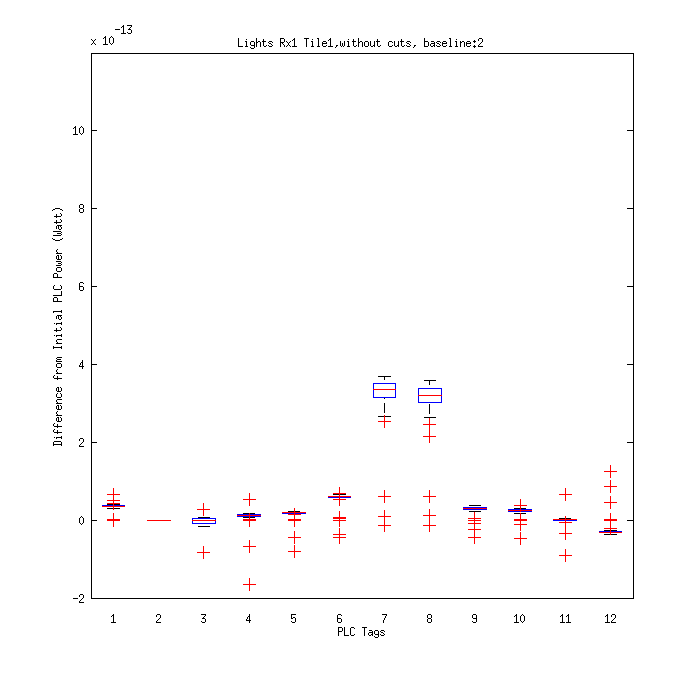 Lights Rx1 Tile1,without cuts, baseline:2
x 10^-13
10
8
6
4
2
0
-2
Difference from Initial PLC Power (Watt)
1 2 3 4 5 6 7 8 9 10 11 12
PLC Tags